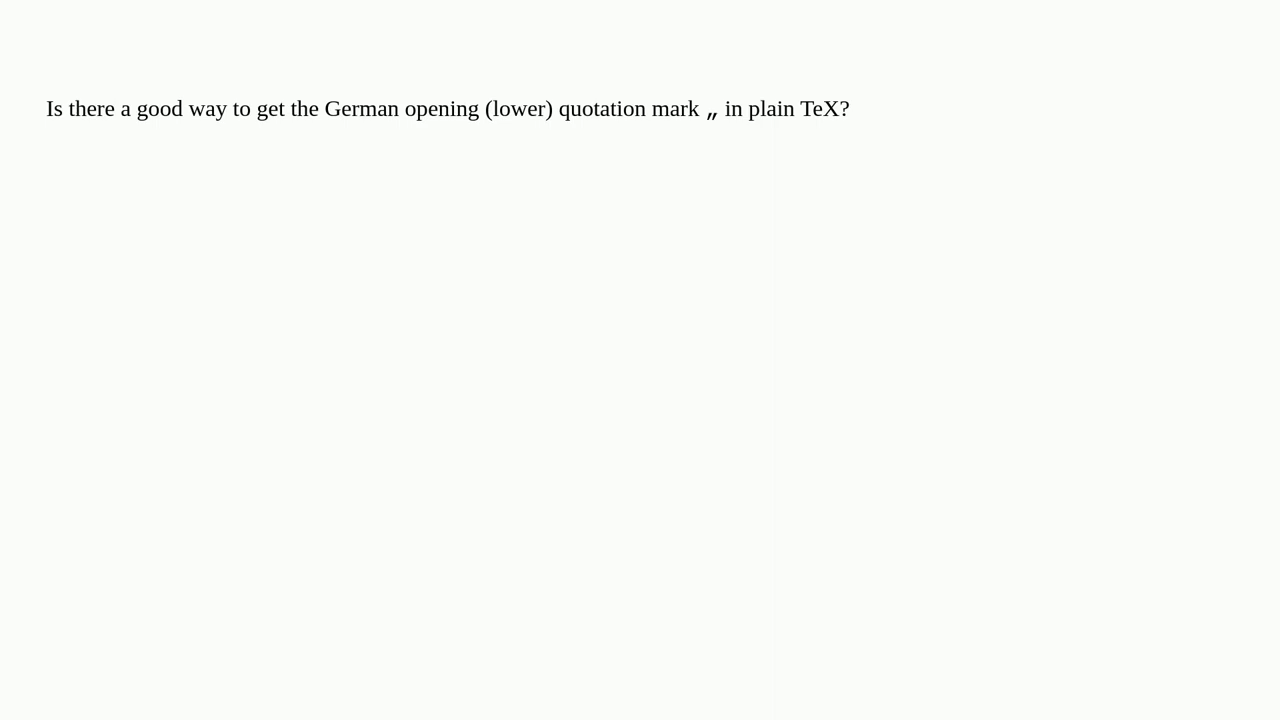 Is there a good way to get the German opening (lower) quotation mark „ in plain TeX?